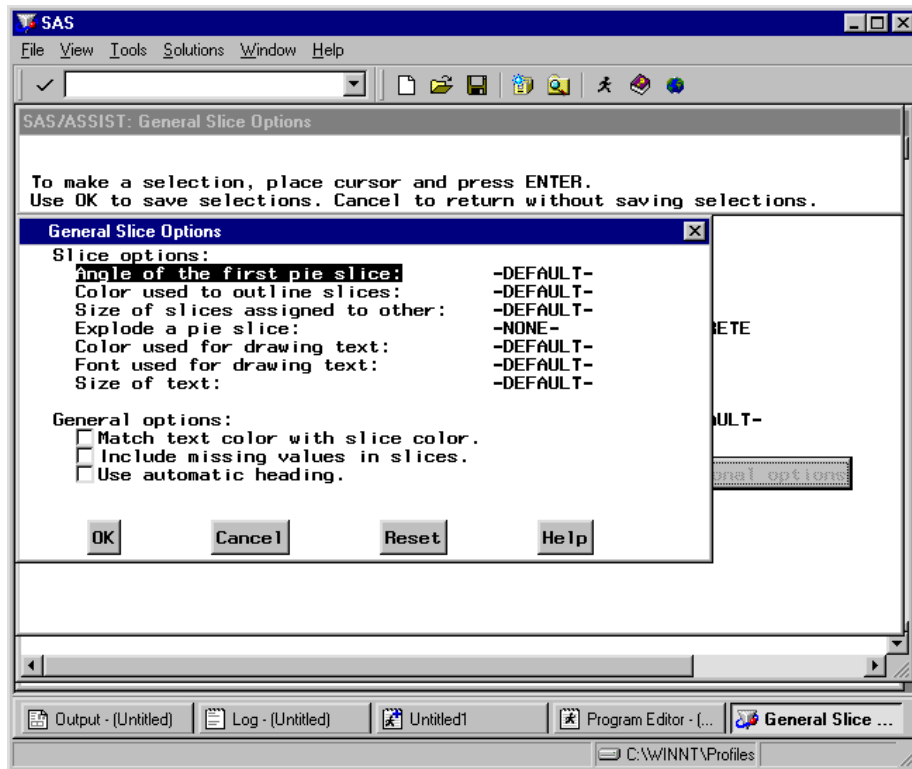 SAS
File View Tools Solutions Window Help
SAS/ASSIST: General Slice Options
To make a selection, place cursor and press ENTER.
Use OK to save selections. Cancel to return without saving selections.
General Slice Options
Slice options:
Angle of the first pie slice: -DEFAULT-
Color used to outline slices: -DEFAULT-
Size of slices assigned to other: -DEFAULT-
Explode a pie slice: -NONE- RETE
Color used for drawing text: -DEFAULT-
Font used for drawing text: -DEFAULT-
Size of text: -DEFAULT-
General options: AULT-
Match text color with slice color.
Include missing values in slices.
Use automatic heading. onal options
OK Cancel Reset Help
Output - (Untitled) Log - (Untitled) Untitled1 Program Editor - (... General Slice ...
C:\WINNT\Profiles